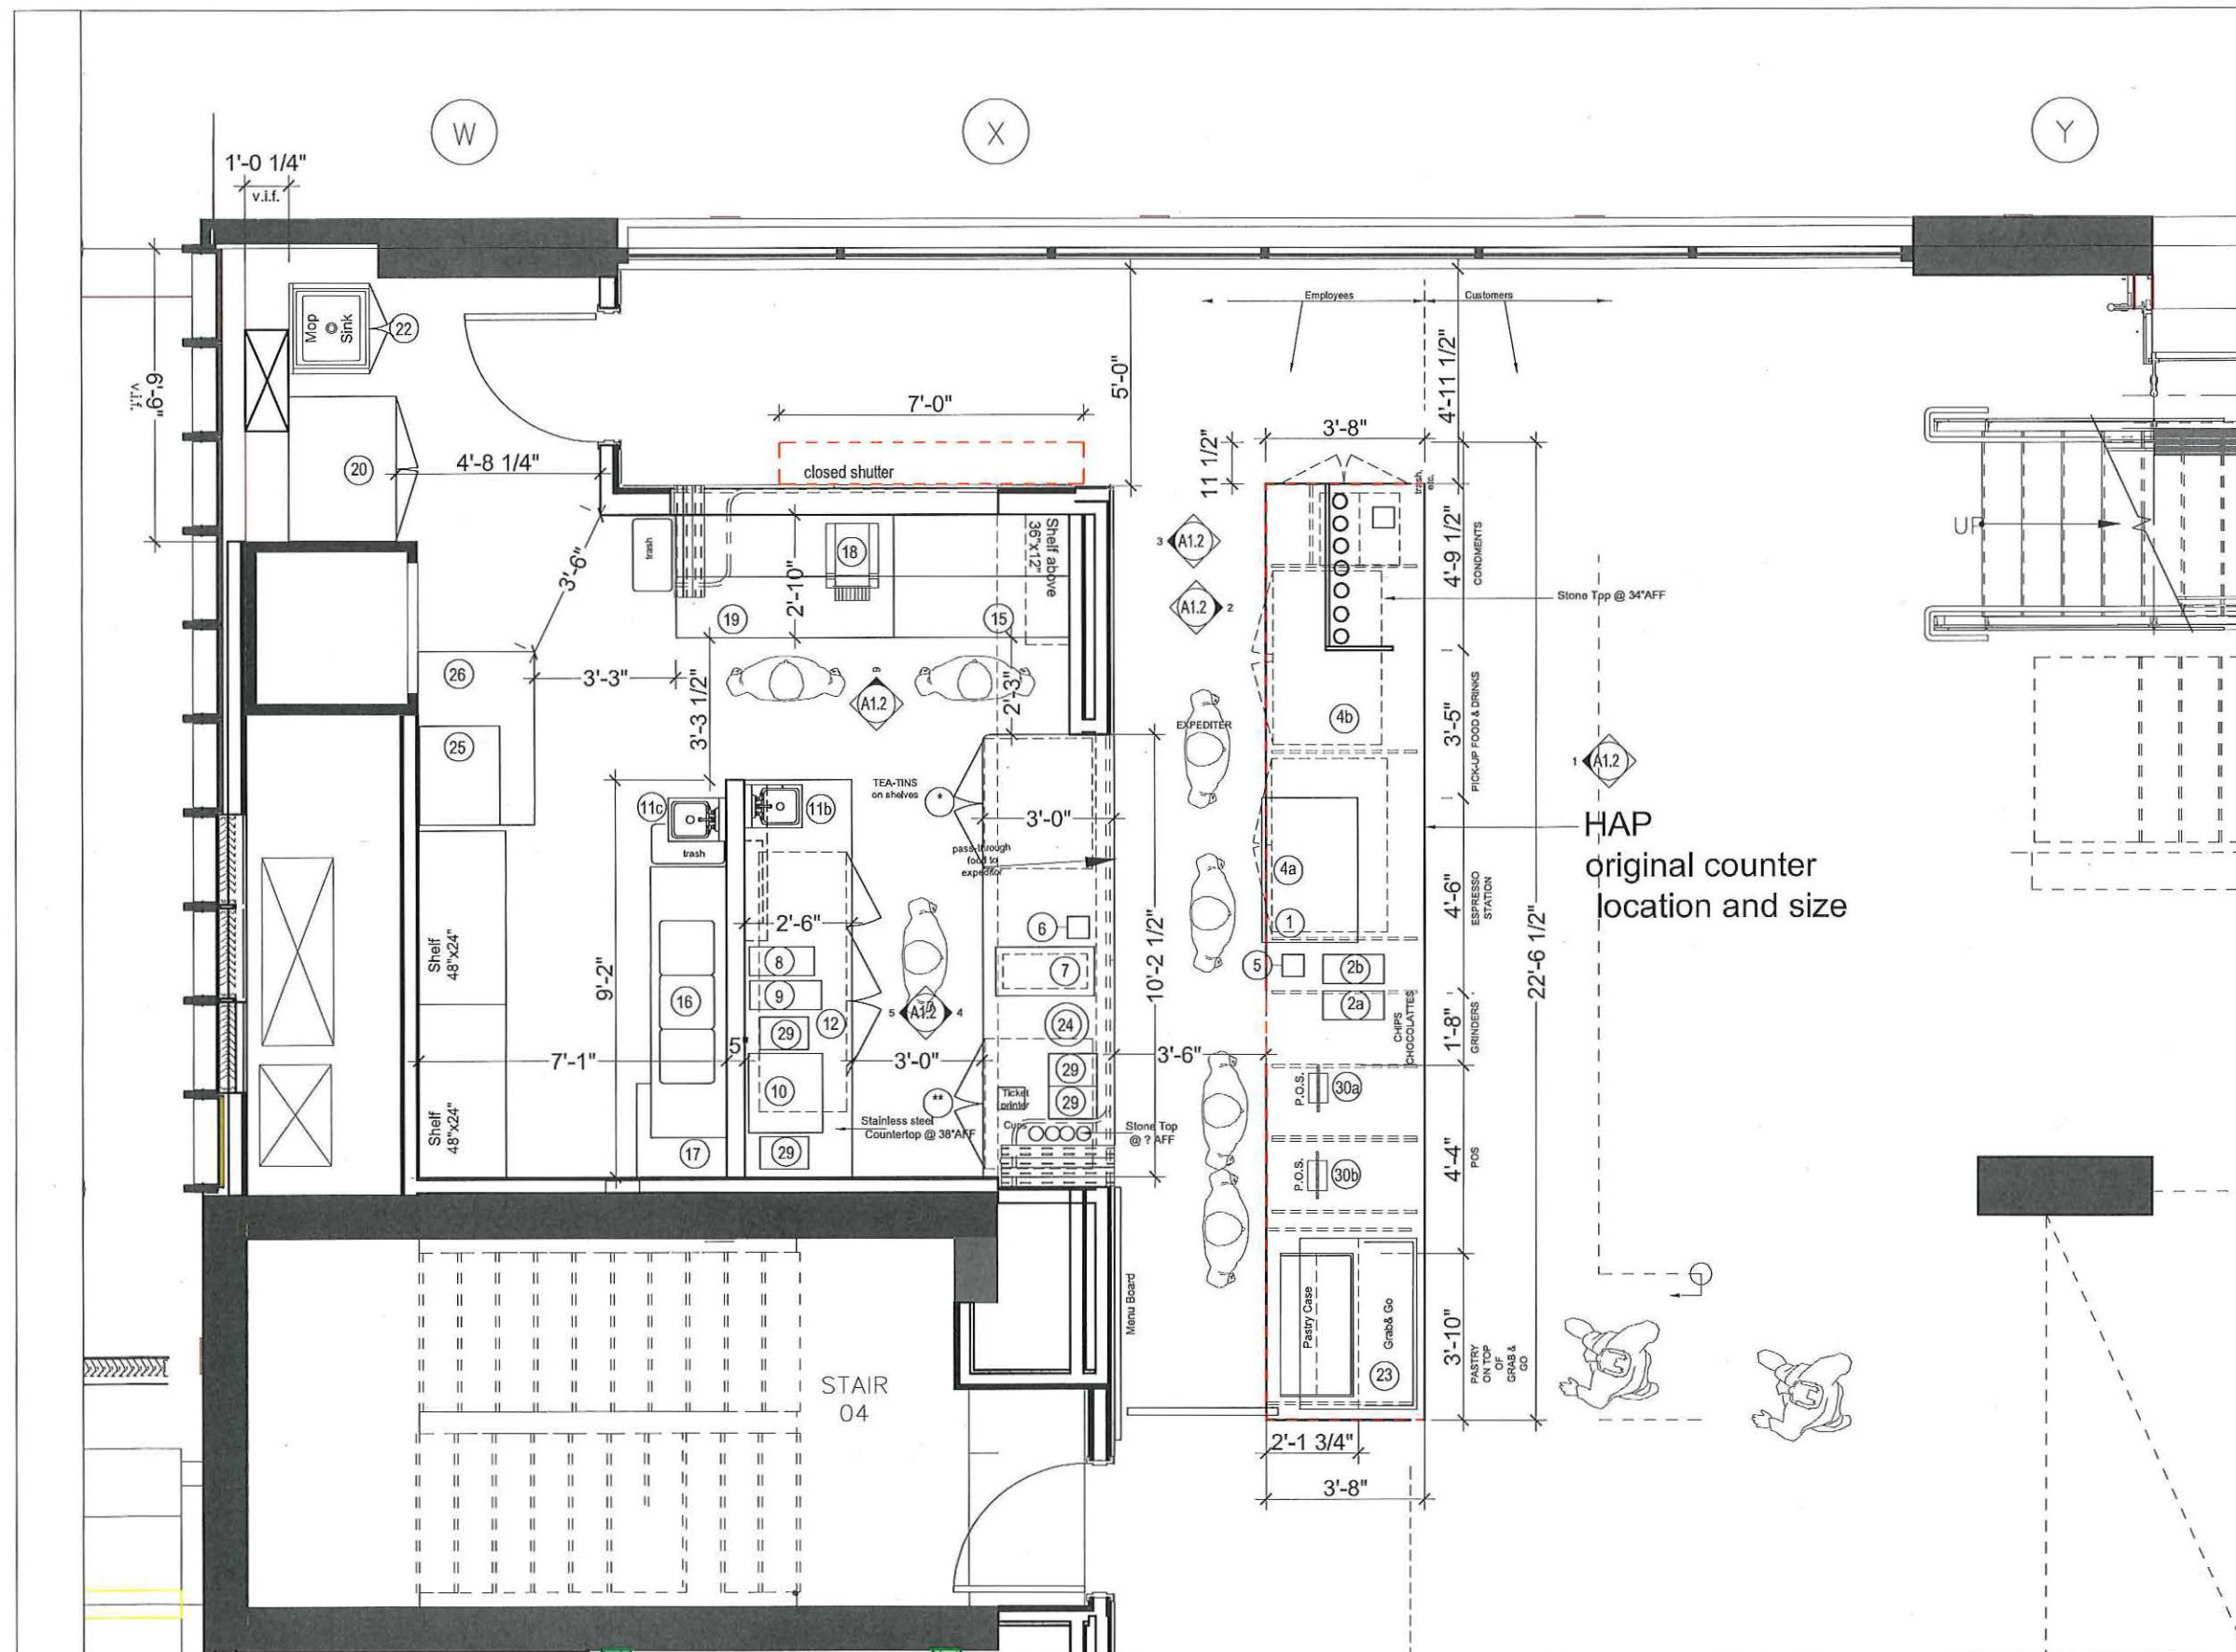 W
X
Y
1'-0 1/4"
v.i.f.
Employees
Customers
Mop
Sink
22
6'-9"
v.i.f.
5'-0"
4'-11 1/2"
7'-0"
3'-8"
closed shutter
11 1/2"
trash,
etc.
20
4'-8 1/4"
trash
18
Shelf above
36"x12"
3
A1.2
4'-9 1/2"
CONDMENTS
UP
3'-6"
2'-10"
19
15
A1.2
2
Stone Top @ 34"AFF
26
3'-3"
3'-3 1/2"
6
A1.2
2'-3"
EXPEDITER
4b
3'-5"
PICK-UP FOOD & DRINKS
25
1
A1.2
11c
11b
TEA-TINS
on shelves
*
3'-0"
HAP
original counter
location and size
trash
pass-through
food to
expeditor
4a
1
4'-6"
ESPRESSO
STATION
2'-6"
6
10'-2 1/2"
22'-6 1/2"
Shelf
48"x24"
9'-2"
8
7
5
2b
16
9
12
5
A1.2
4
24
2a
CHIPS
CHOCOLATTES
1'-8"
GRINDERS
29
7'-1"
5"
3'-0"
3'-6"
10
29
P.O.S.
30a
**
Ticket
printer
29
Shelf
48"x24"
Stainless steel
Countertop @ 38"AFF
Cups
Stone Top
@ ? AFF
17
29
P.O.S.
30b
4'-4"
POS
Menu Board
Pastry Case
Grab& Go
23
3'-10"
PASTRY
ON TOP
OF
GRAB &
GO
STAIR
04
2'-1 3/4"
3'-8"